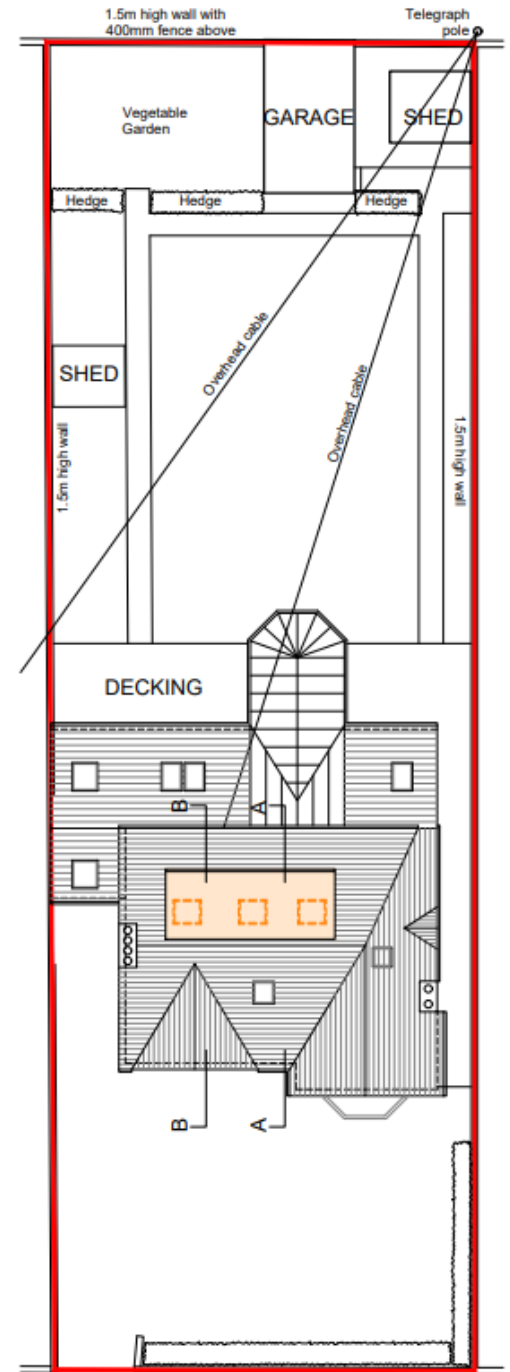 1.5m high wall with
400mm fence above
Telegraph
pole
Vegetable
Garden
GARAGE
SHED
Hedge
Hedge
Hedge
Overhead cable
Overhead cable
SHED
1.5m high wall
1.5m high wall
DECKING
B
A
B
A